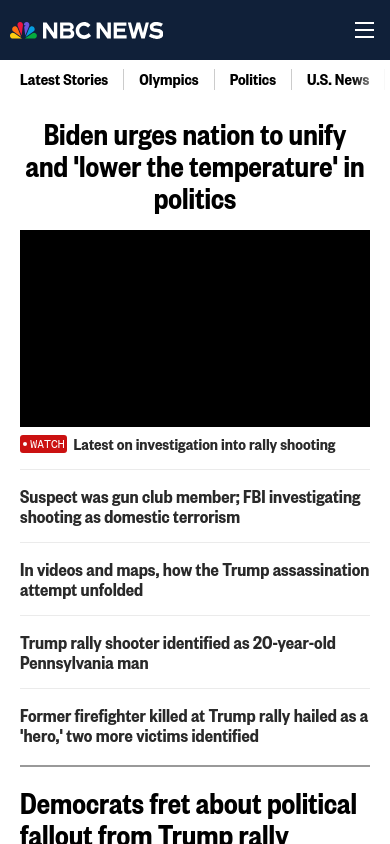 NBC NEWS
Latest Stories
Olympics
Politics
U.S. News
Biden urges nation to unify
and 'lower the temperature' in
politics
WATCH Latest on investigation into rally shooting
Suspect was gun club member; FBI investigating
shooting as domestic terrorism
In videos and maps, how the Trump assassination
attempt unfolded
Trump rally shooter identified as 20-year-old
Pennsylvania man
Former firefighter killed at Trump rally hailed as a
'hero,' two more victims identified
Democrats fret about political
fallout from Trump rally